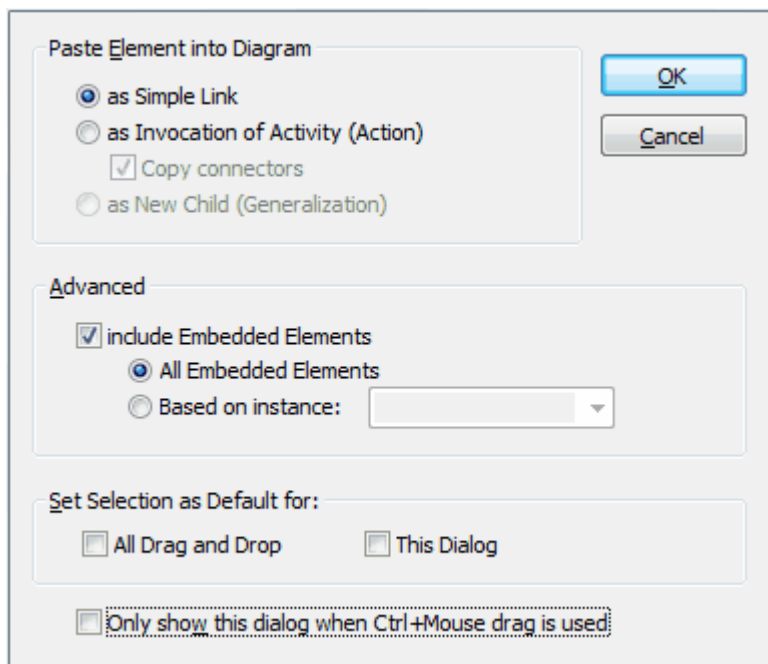 Paste Element into Diagram
OK
as Simple Link
as Invocation of Activity (Action)
Cancel
Copy connectors
as New Child (Generalization)
Advanced
include Embedded Elements
All Embedded Elements
Based on instance:
Set Selection as Default for:
All Drag and Drop This Dialog
Only show this dialog when Ctrl+Mouse drag is used